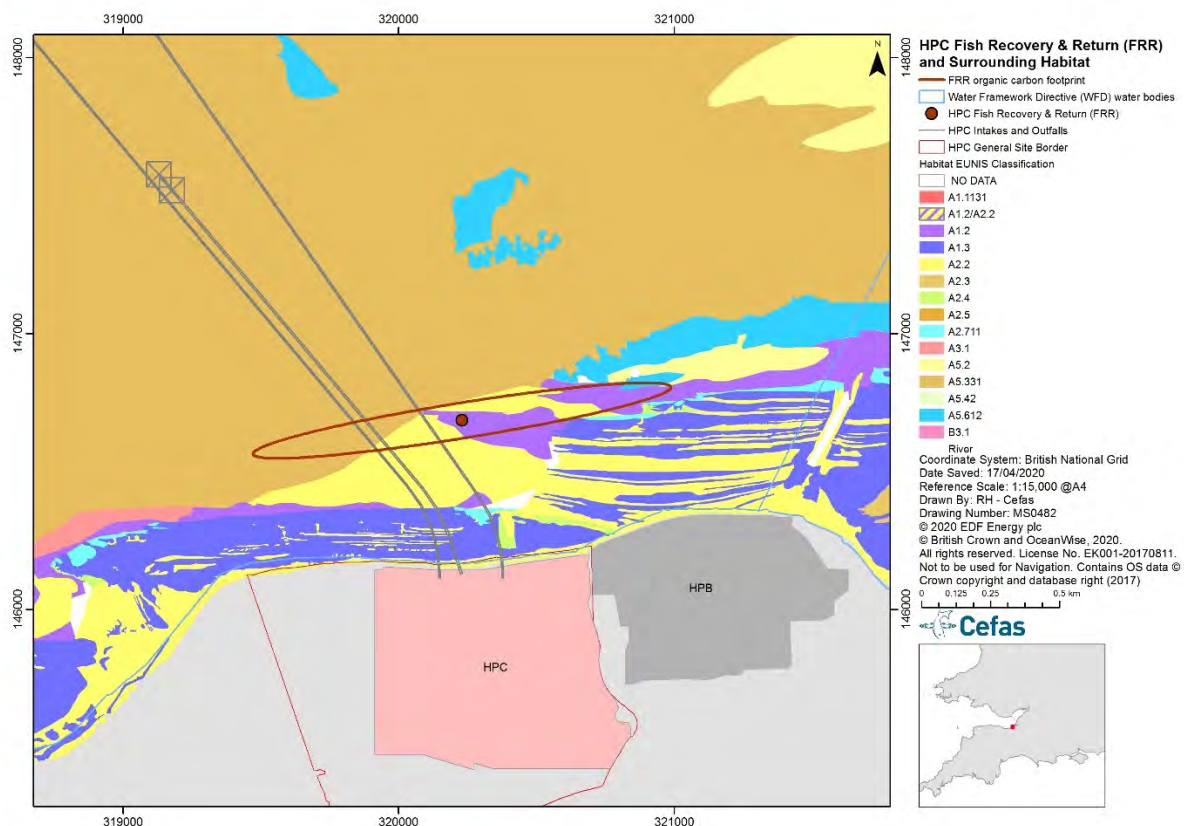 319000
320000
321000
148000
148000
147000
147000
146000
146000
319000
320000
321000
HPC
HPB
N
HPC Fish Recovery & Return (FRR)
and Surrounding Habitat
FRR organic carbon footprint
Water Framework Directive (WFD) water bodies
HPC Fish Recovery & Return (FRR)
HPC Intakes and Outfalls
HPC General Site Border
Habitat EUNIS Classification
NO DATA
A1.1131
A1.2/A2.2
A1.2
A1.3
A2.2
A2.3
A2.4
A2.5
A2.711
A3.1
A5.2
A5.331
A5.42
A5.612
B3.1
River
Coordinate System: British National Grid
Date Saved: 17/04/2020
Reference Scale: 1:15,000 @A4
Drawn By: RH - Cefas
Drawing Number: MS0482
© 2020 EDF Energy plc
© British Crown and OceanWise, 2020.
All rights reserved. License No. EK001-20170811.
Not to be used for Navigation. Contains OS data ©
Crown copyright and database right (2017)
0 0.125 0.25 0.5 km
Cefas